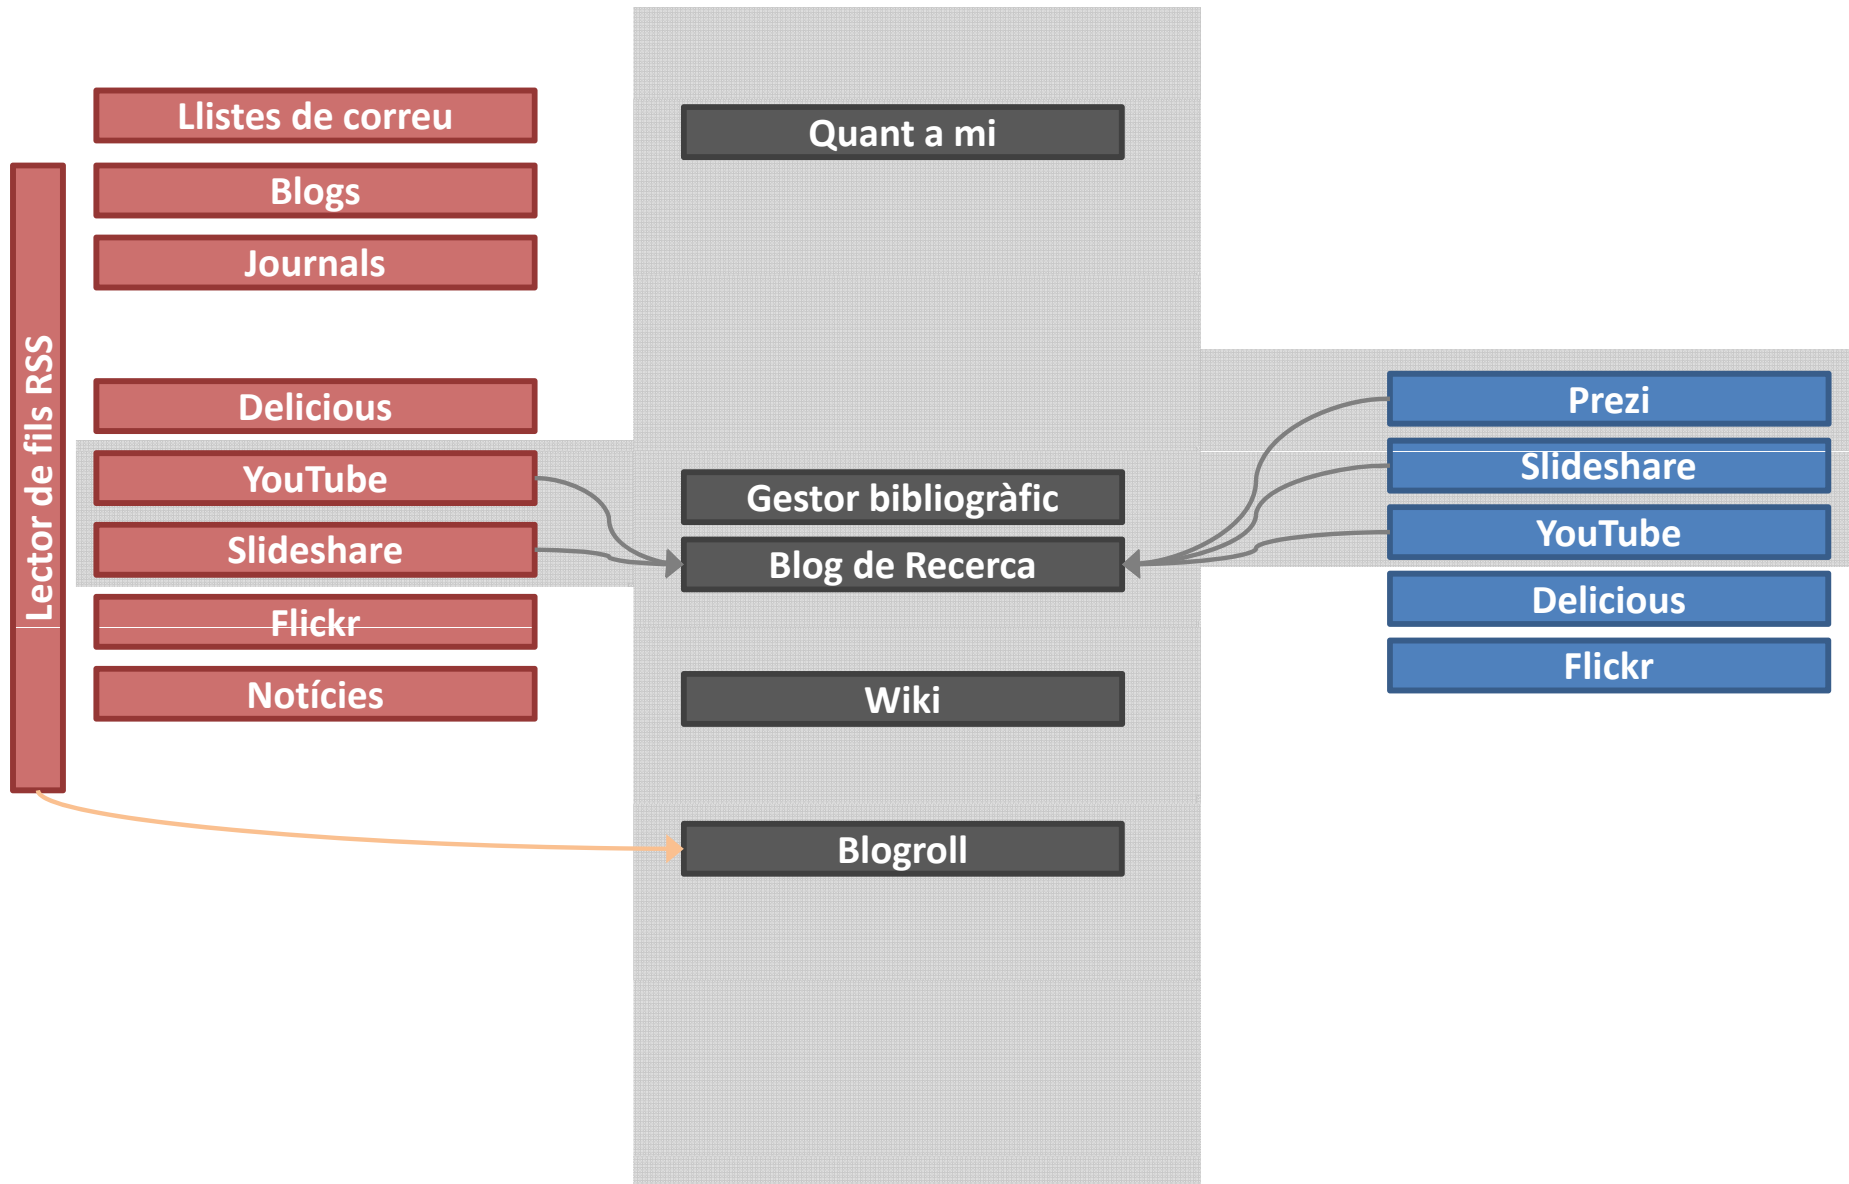 Lector de fils RSS
Llistes de correu
Blogs
Journals
Delicious
YouTube
Slideshare
Flickr
Notícies
Quant a mi
Gestor bibliogràfic
Blog de Recerca
Wiki
Blogroll
Prezi
Slideshare
YouTube
Delicious
Flickr